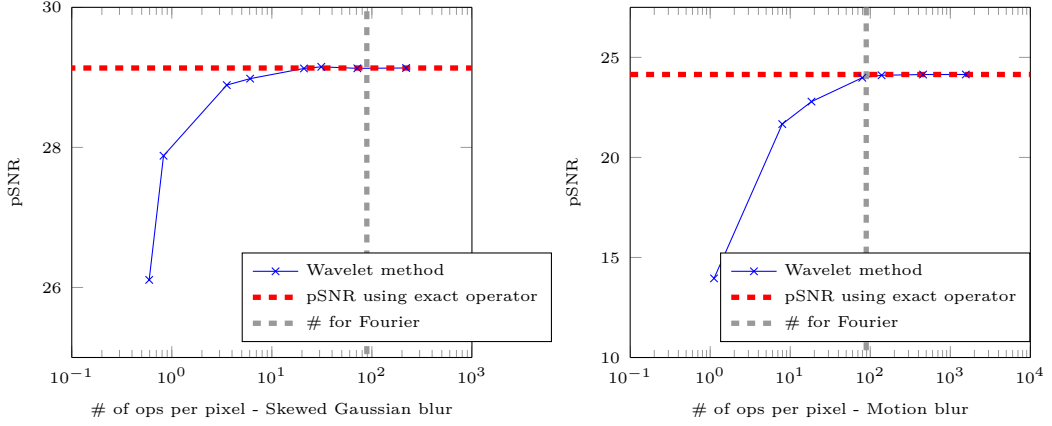 30
28
26
pSNR
10^−1
10^0
10^1
10^2
10^3
# of ops per pixel - Skewed Gaussian blur
Wavelet method
pSNR using exact operator
# for Fourier
25
20
15
10
pSNR
10^−1
10^0
10^1
10^2
10^3
10^4
# of ops per pixel - Motion blur
Wavelet method
pSNR using exact operator
# for Fourier